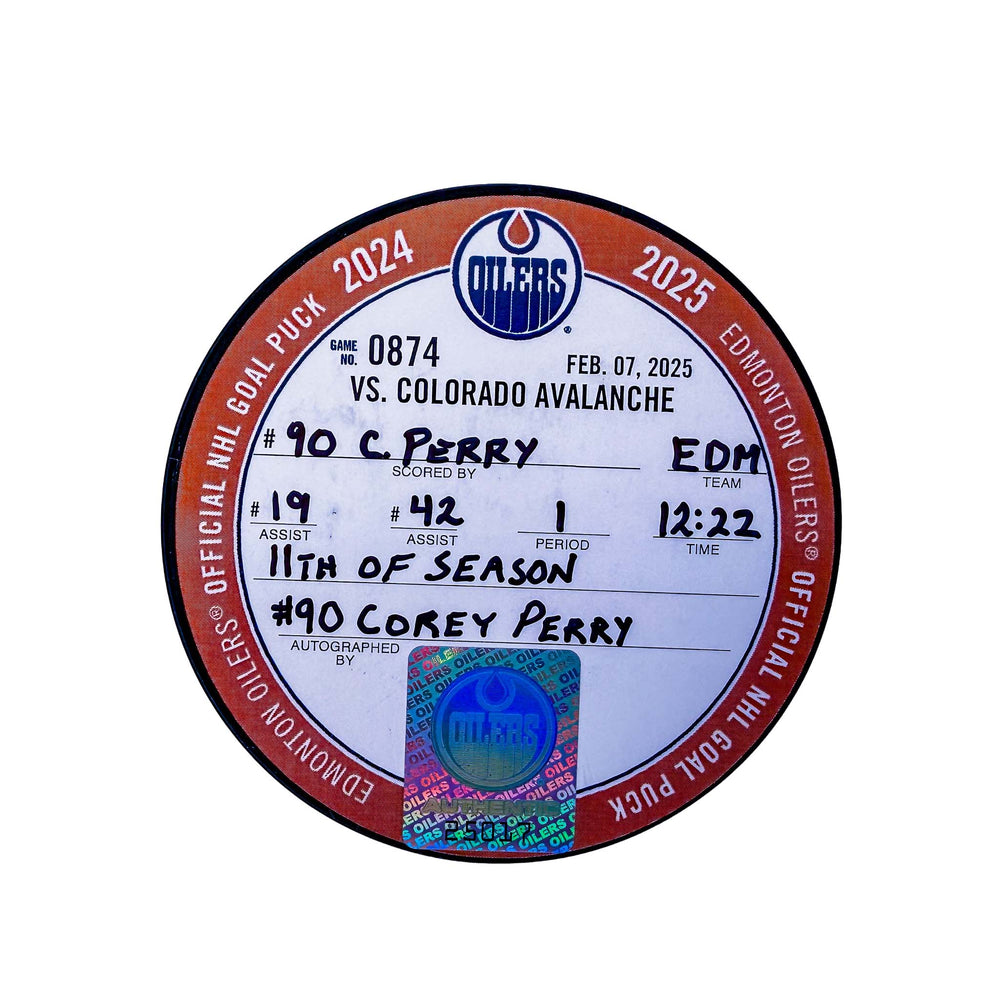 2024 2025
EDMONTON OILERS® OFFICIAL NHL GOAL PUCK
EDMONTON OILERS® OFFICIAL NHL GOAL PUCK
OILERS
®
GAME NO. 0874 FEB. 07, 2025
VS. COLORADO AVALANCHE
# 90 C. PERRY EDM
SCORED BY TEAM
# 19 # 42 1 12:22
ASSIST ASSIST PERIOD TIME
11TH OF SEASON
#90 COREY PERRY
AUTOGRAPHED BY
OILERS
AUTHENTIC
25017